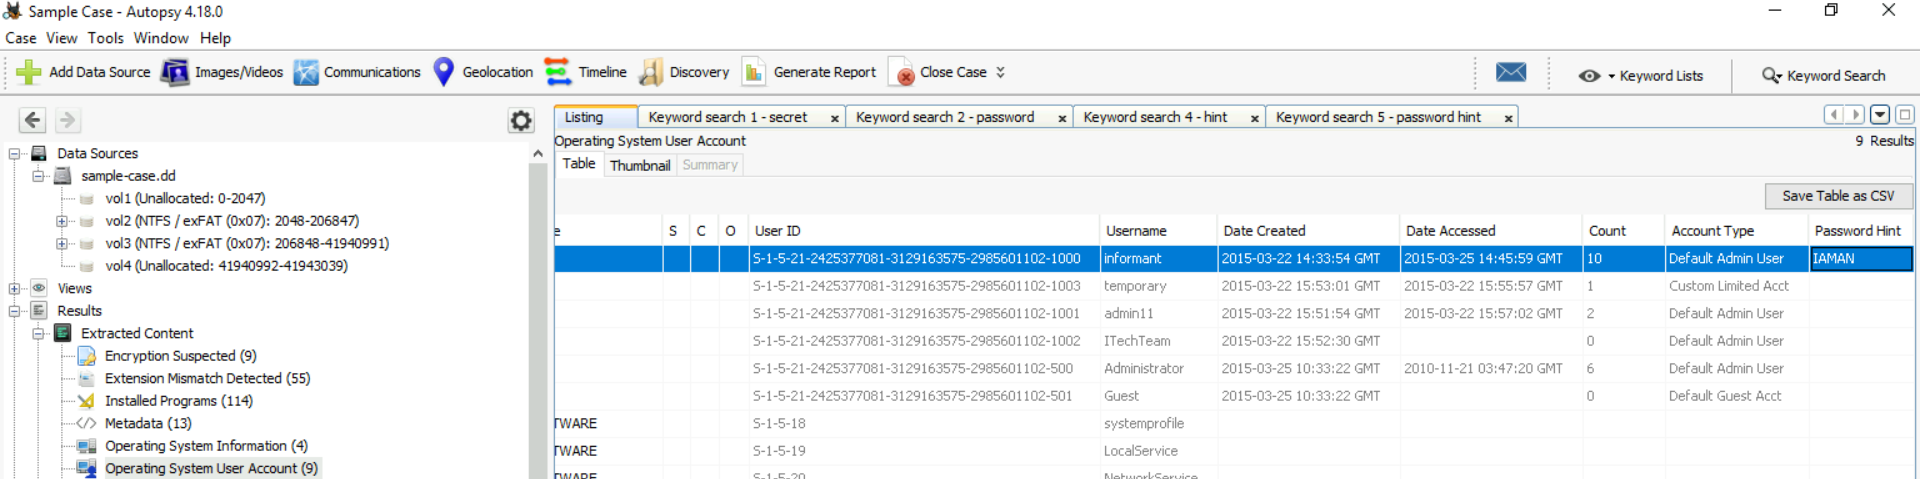 Sample Case - Autopsy 4.18.0
Case View Tools Window Help
Add Data Source Images/Videos Communications Geolocation Timeline Discovery Generate Report Close Case Keyword Lists Keyword Search
Listing Keyword search 1 - secret x Keyword search 2 - password x Keyword search 4 - hint x Keyword search 5 - password hint x
Operating System User Account 9 Results
Table Thumbnail Summary
Save Table as CSV
Data Sources
sample-case.dd
vol1 (Unallocated: 0-2047)
vol2 (NTFS / exFAT (0x07): 2048-206847)
vol3 (NTFS / exFAT (0x07): 206848-41940991)
vol4 (Unallocated: 41940992-41943039)
Views
Results
Extracted Content
Encryption Suspected (9)
Extension Mismatch Detected (55)
Installed Programs (114)
Metadata (13)
Operating System Information (4)
Operating System User Account (9)
e S C O User ID Username Date Created Date Accessed Count Account Type Password Hint
S-1-5-21-2425377081-3129163575-2985601102-1000 informant 2015-03-22 14:33:54 GMT 2015-03-25 14:45:59 GMT 10 Default Admin User IAMAN
S-1-5-21-2425377081-3129163575-2985601102-1003 temporary 2015-03-22 15:53:01 GMT 2015-03-22 15:55:57 GMT 1 Custom Limited Acct
S-1-5-21-2425377081-3129163575-2985601102-1001 admin11 2015-03-22 15:51:54 GMT 2015-03-22 15:57:02 GMT 2 Default Admin User
S-1-5-21-2425377081-3129163575-2985601102-1002 ITechTeam 2015-03-22 15:52:30 GMT 0 Default Admin User
S-1-5-21-2425377081-3129163575-2985601102-500 Administrator 2015-03-25 10:33:22 GMT 2010-11-21 03:47:20 GMT 6 Default Admin User
S-1-5-21-2425377081-3129163575-2985601102-501 Guest 2015-03-25 10:33:22 GMT 0 Default Guest Acct
TWARE S-1-5-18 systemprofile
TWARE S-1-5-19 LocalService
TWARE S-1-5-20 NetworkService